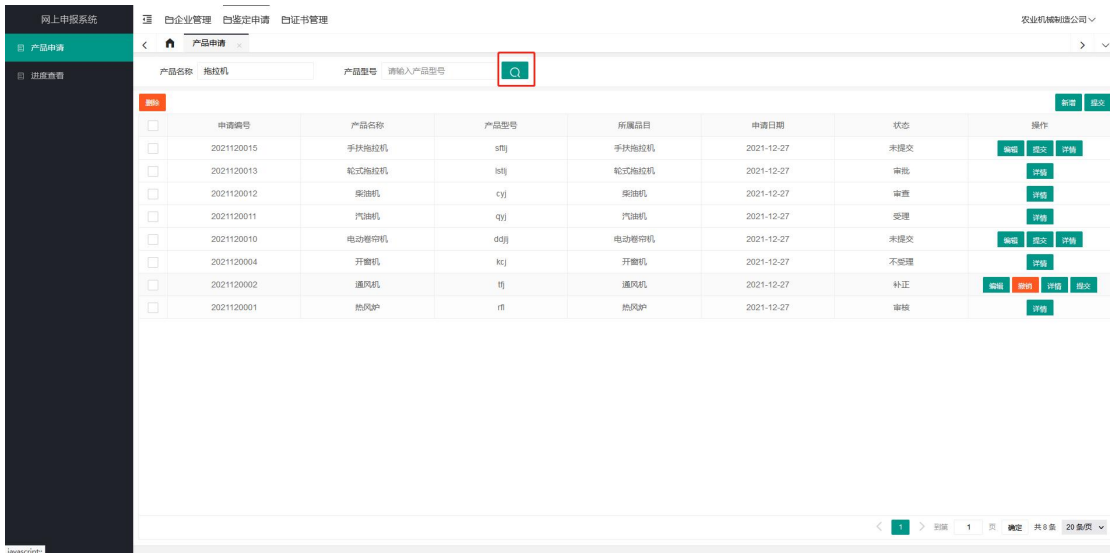 网上申报系统 企业管理 鉴定申请 证书管理 农业机械制造公司
产品申请 产品申请
进度查看 产品名称 拖拉机 产品型号 请输入产品型号
删除 新增 提交
申请编号 产品名称 产品型号 所属品目 申请日期 状态 操作
2021120015 手扶拖拉机 sftlj 手扶拖拉机 2021-12-27 未提交 编辑 提交 详情
2021120013 轮式拖拉机 lstlj 轮式拖拉机 2021-12-27 审批 详情
2021120012 柴油机 cyj 柴油机 2021-12-27 审查 详情
2021120011 汽油机 qyj 汽油机 2021-12-27 受理 详情
2021120010 电动卷帘机 ddjlj 电动卷帘机 2021-12-27 未提交 编辑 提交 详情
2021120004 开窗机 kcj 开窗机 2021-12-27 不受理 详情
2021120002 通风机 tfj 通风机 2021-12-27 补正 编辑 撤销 详情 提交
2021120001 热风炉 rfl 热风炉 2021-12-27 审核 详情
1 到第 1 页 确定 共8条 20条/页
javascript:;